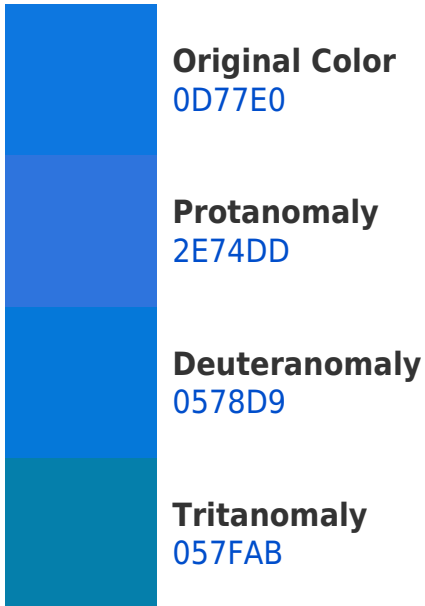 Original Color
0D77E0
Protanomaly
2E74DD
Deuteranomaly
0578D9
Tritanomaly
057FAB